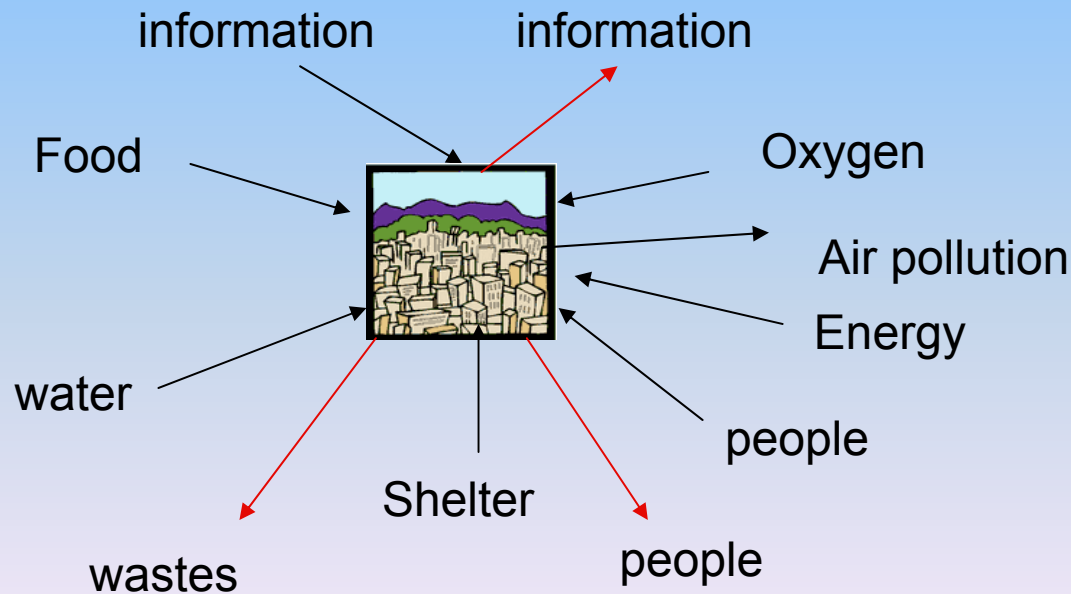 information
information
Food
Oxygen
Air pollution
Energy
water
people
Shelter
people
wastes